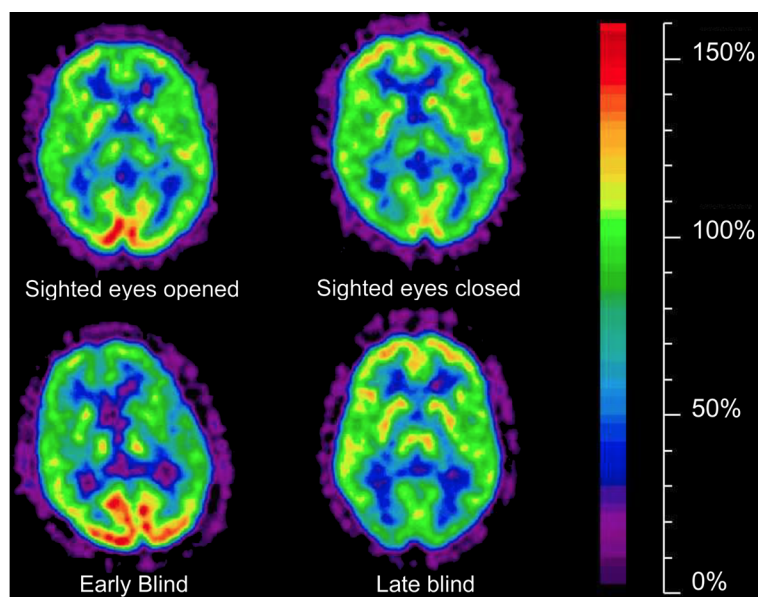 150%
100%
Sighted eyes opened
Sighted eyes closed
50%
0%
Early Blind
Late blind